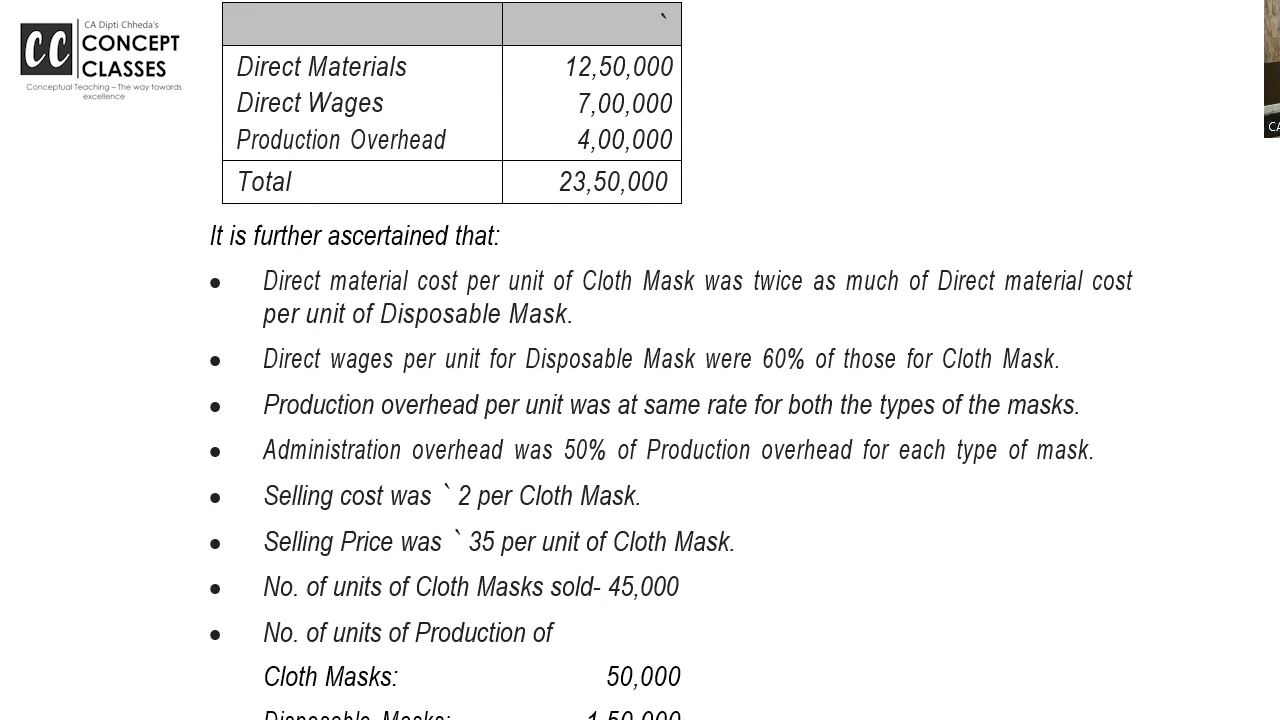 CA Dipti Chheda's
CC CONCEPT
CLASSES
Conceptual Teaching – The way towards
excellence
`
Direct Materials 12,50,000
Direct Wages 7,00,000
Production Overhead 4,00,000
Total 23,50,000
It is further ascertained that:
• Direct material cost per unit of Cloth Mask was twice as much of Direct material cost
per unit of Disposable Mask.
• Direct wages per unit for Disposable Mask were 60% of those for Cloth Mask.
• Production overhead per unit was at same rate for both the types of the masks.
• Administration overhead was 50% of Production overhead for each type of mask.
• Selling cost was ` 2 per Cloth Mask.
• Selling Price was ` 35 per unit of Cloth Mask.
• No. of units of Cloth Masks sold- 45,000
• No. of units of Production of
Cloth Masks: 50,000
Disposable Masks: 1,50,000
CA